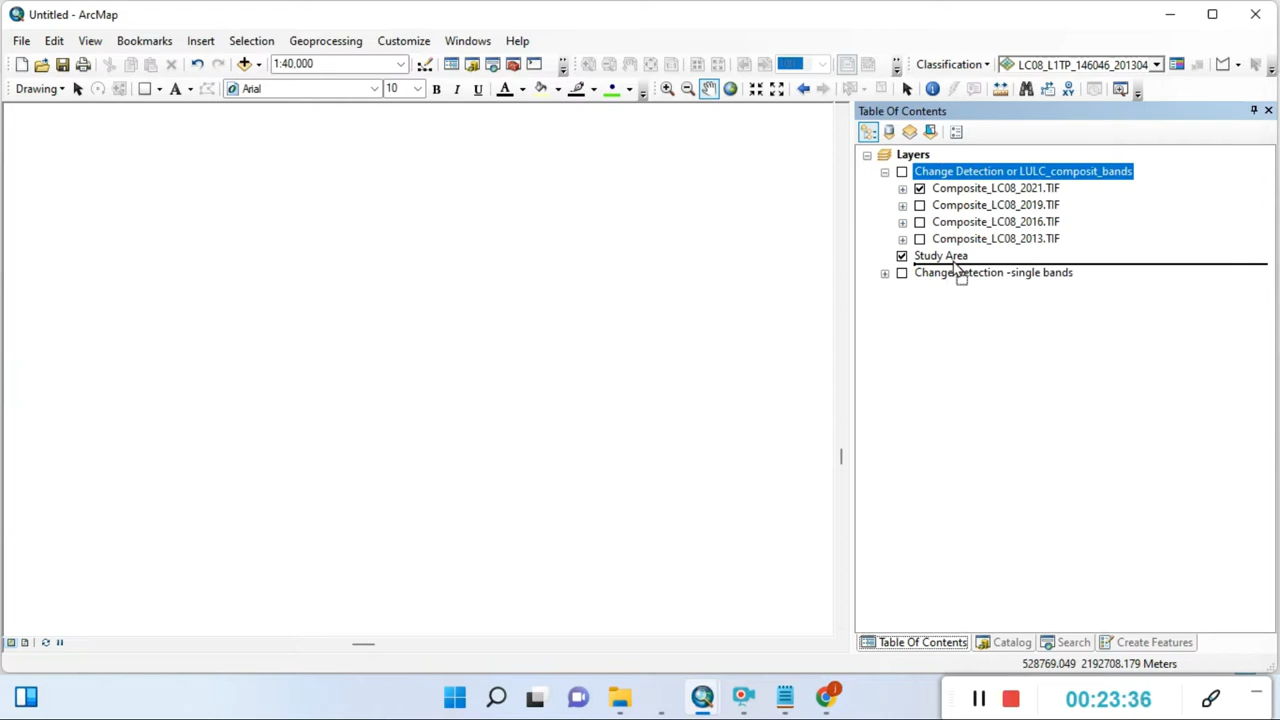 Untitled - ArcMap
File Edit View Bookmarks Insert Selection Geoprocessing Customize Windows Help
1:40,000 Classification LC08_L1TP_146046_201304
Drawing A Arial 10 B I U A
Table Of Contents
Layers
Change Detection or LULC_composit_bands
Composite_LC08_2021.TIF
Composite_LC08_2019.TIF
Composite_LC08_2016.TIF
Composite_LC08_2013.TIF
Study Area
Change detection -single bands
Table Of Contents Catalog Search Create Features
528769.049 2192708.179 Meters
00:23:36